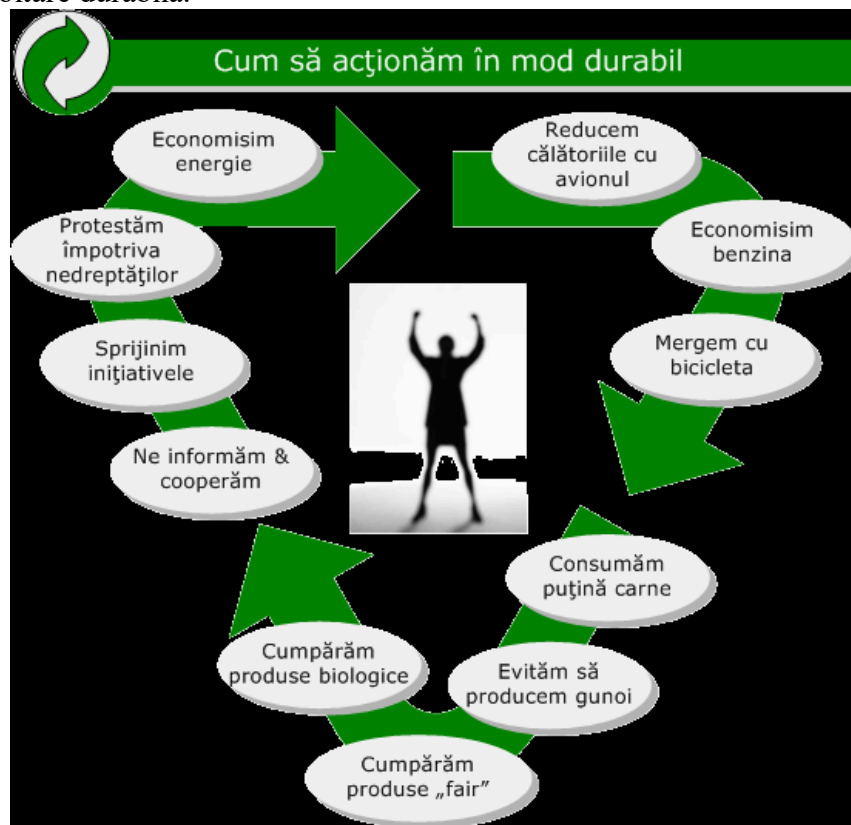 oltare durabilă.
Cum să acţionăm în mod durabil
Economisim
energie
Reducem
călătoriile cu
avionul
Protestăm
împotriva
nedreptăţilor
Economisim
benzina
Sprijinim
iniţiativele
Mergem cu
bicicleta
Ne informăm &
cooperăm
Consumăm
puţină carne
Cumpărăm
produse biologice
Evităm să
producem gunoi
Cumpărăm
produse „fair”